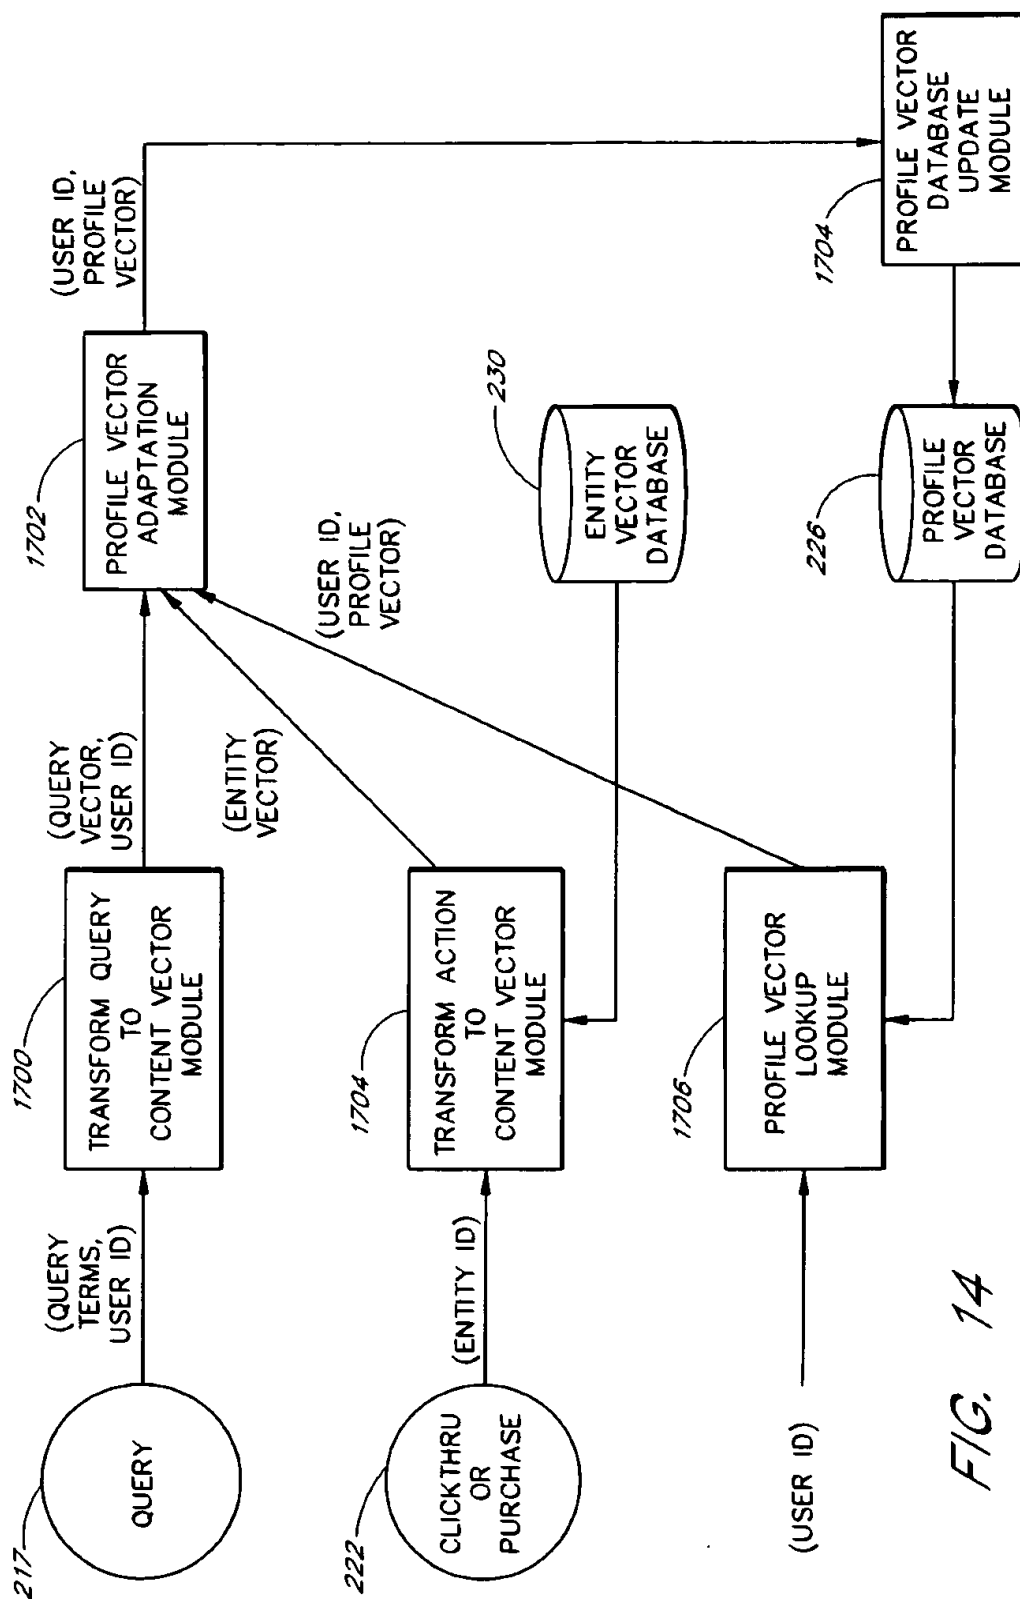 217
QUERY
(QUERY
TERMS,
USER ID)
1700
TRANSFORM QUERY
TO
CONTENT VECTOR
MODULE
(QUERY
VECTOR,
USER ID)
1702
PROFILE VECTOR
ADAPTATION
MODULE
(USER ID,
PROFILE
VECTOR)
222
CLICKTHRU
OR
PURCHASE
(ENTITY ID)
1704
TRANSFORM ACTION
TO
CONTENT VECTOR
MODULE
(ENTITY
VECTOR)
(USER ID,
PROFILE
VECTOR)
230
ENTITY
VECTOR
DATABASE
(USER ID)
1706
PROFILE VECTOR
LOOKUP
MODULE
226
PROFILE
VECTOR
DATABASE
1704
PROFILE VECTOR
DATABASE
UPDATE
MODULE
FIG. 14